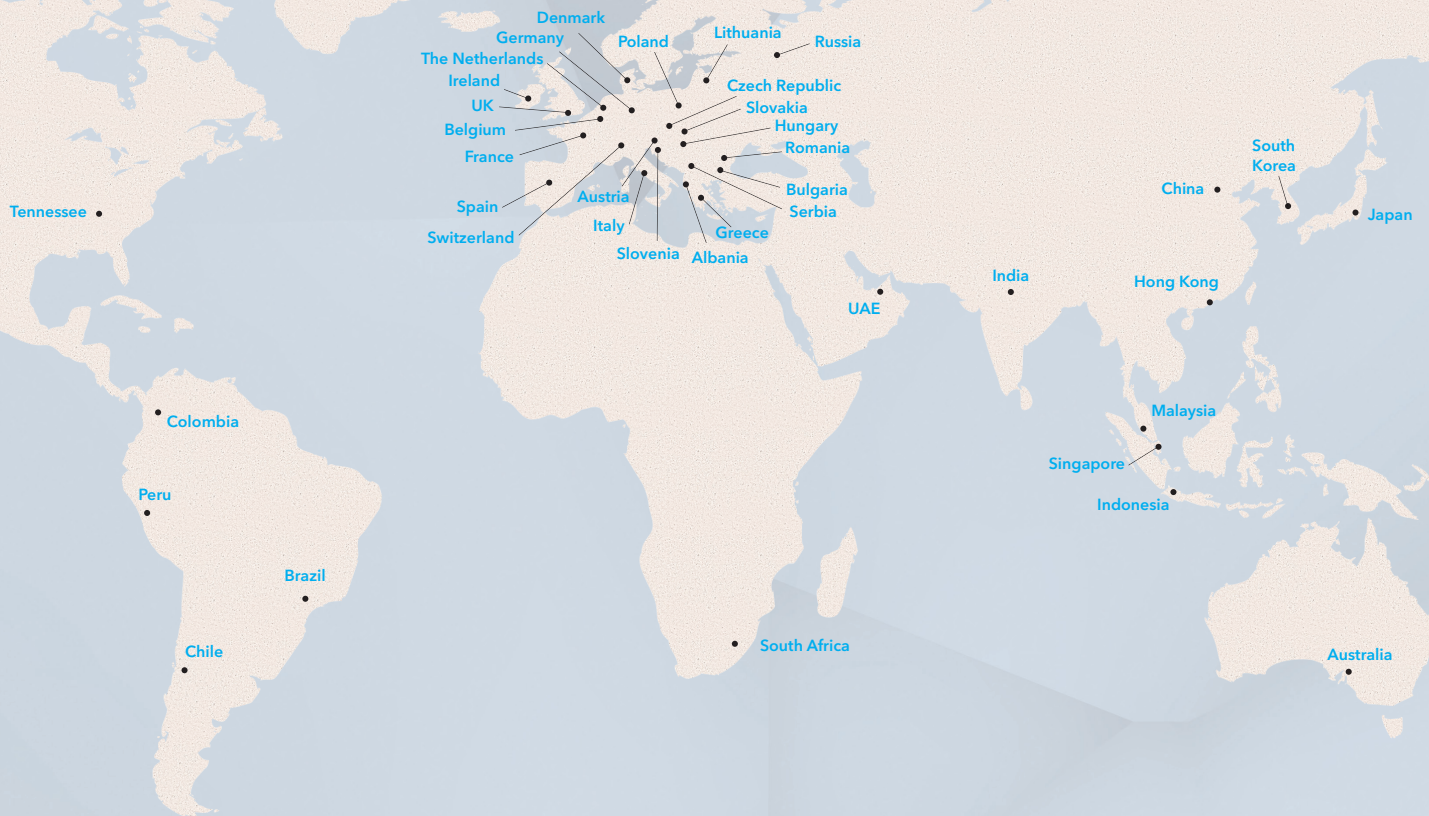 Denmark
Germany
The Netherlands
Ireland
UK
Belgium
France
Spain
Switzerland
Poland
Lithuania
Russia
Czech Republic
Slovakia
Hungary
Romania
Bulgaria
Serbia
Greece
Albania
Slovenia
Italy
Austria
Tennessee
Colombia
Peru
Brazil
Chile
South Africa
UAE
India
China
South
Korea
Japan
Hong Kong
Malaysia
Singapore
Indonesia
Australia